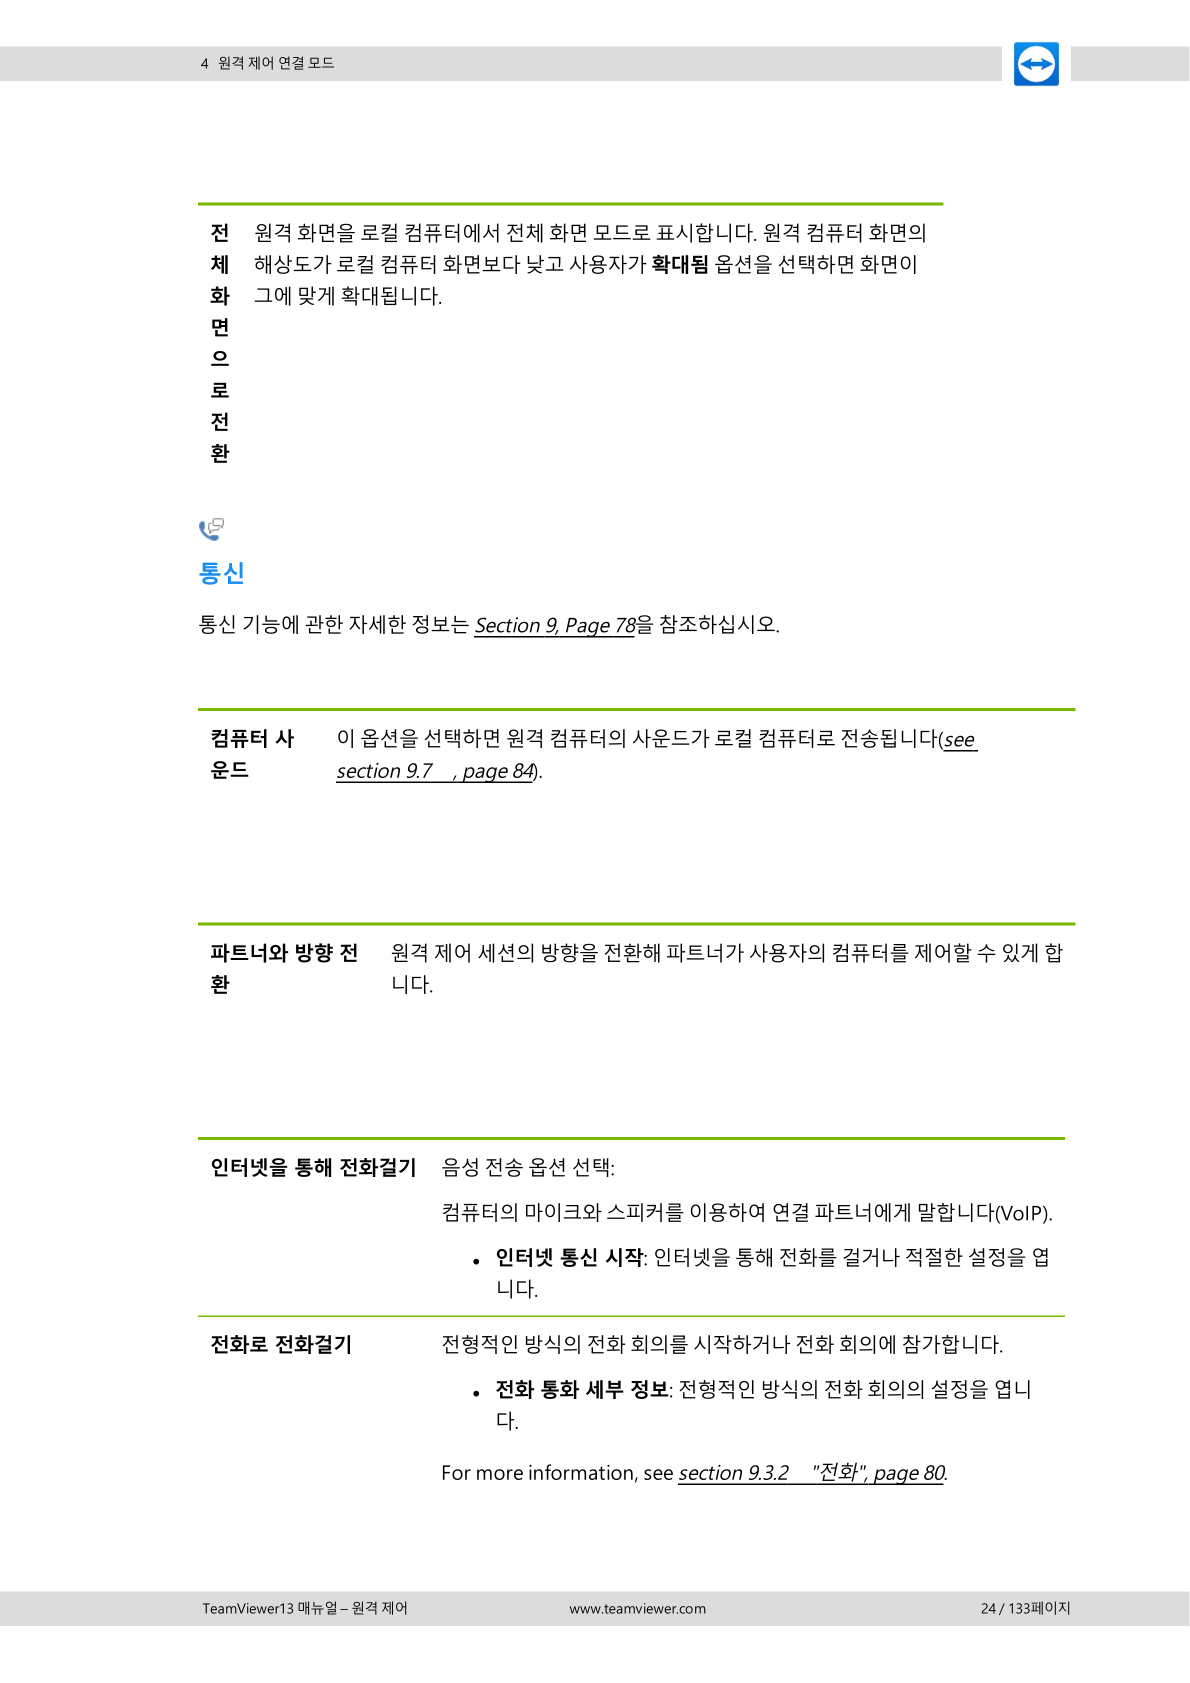 4 원격 제어 연결 모드
전체화면으로전환
원격 화면을 로컬 컴퓨터에서 전체 화면 모드로 표시합니다. 원격 컴퓨터 화면의
해상도가 로컬 컴퓨터 화면보다 낮고 사용자가 확대됨 옵션을 선택하면 화면이
그에 맞게 확대됩니다.
통신
통신 기능에 관한 자세한 정보는 Section 9, Page 78을 참조하십시오.
컴퓨터 사
운드
이 옵션을 선택하면 원격 컴퓨터의 사운드가 로컬 컴퓨터로 전송됩니다(see
section 9.7 , page 84).
파트너와 방향 전
환
원격 제어 세션의 방향을 전환해 파트너가 사용자의 컴퓨터를 제어할 수 있게 합
니다.
인터넷을 통해 전화걸기
음성 전송 옵션 선택:
컴퓨터의 마이크와 스피커를 이용하여 연결 파트너에게 말합니다(VoIP).
• 인터넷 통신 시작: 인터넷을 통해 전화를 걸거나 적절한 설정을 엽
니다.
전화로 전화걸기
전형적인 방식의 전화 회의를 시작하거나 전화 회의에 참가합니다.
• 전화 통화 세부 정보: 전형적인 방식의 전화 회의의 설정을 엽니
다.
For more information, see section 9.3.2 "전화", page 80.
TeamViewer13 매뉴얼 – 원격 제어
www.teamviewer.com
24 / 133페이지